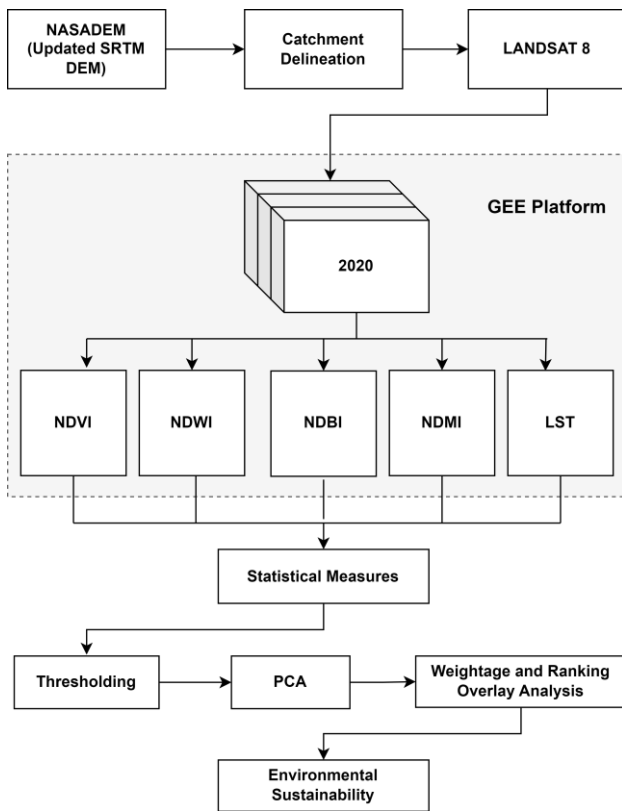 NASADEM
(Updated SRTM
DEM)
Catchment
Delineation
LANDSAT 8
GEE Platform
2020
NDVI
NDWI
NDBI
NDMI
LST
Statistical Measures
Thresholding
PCA
Weightage and Ranking
Overlay Analysis
Environmental
Sustainability